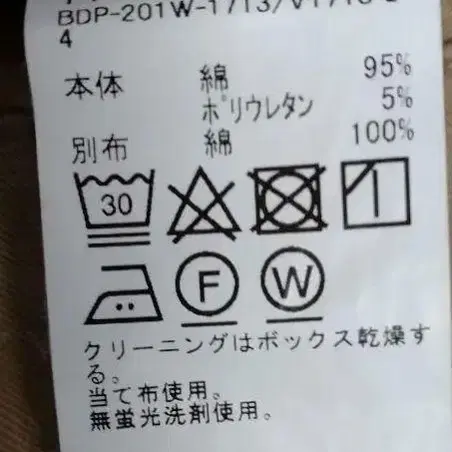 4
本体 綿 95%
ポリウレタン 5%
別布 綿 100%
30
F W
クリーニングはボックス乾燥す
る。
当て布使用。
無蛍光洗剤使用。